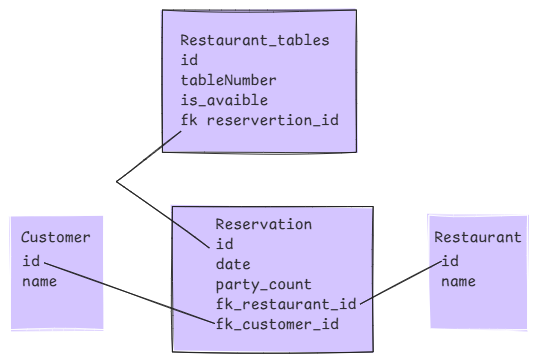 Restaurant_tables
id
tableNumber
is_avaible
fk reservertion_id
Customer
id
name
Reservation
id
date
party_count
fk_restaurant_id
fk_customer_id
Restaurant
id
name